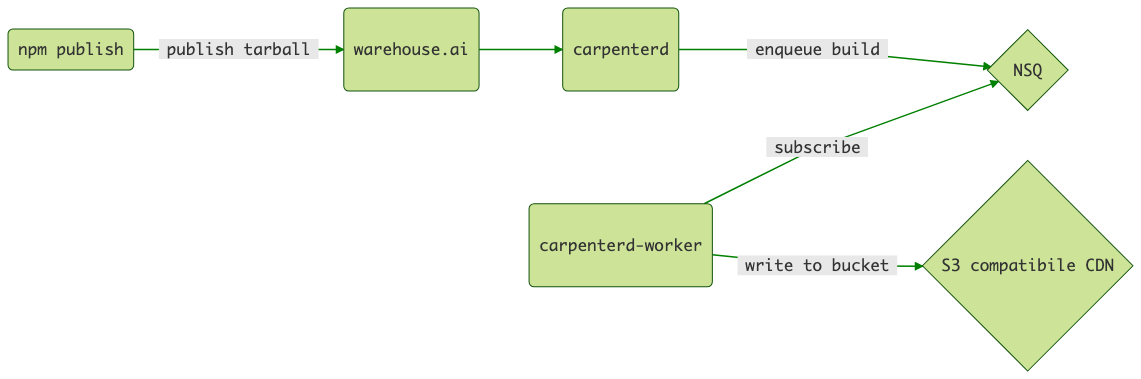 npm publish
publish tarball
warehouse.ai
carpenterd
enqueue build
NSQ
subscribe
carpenterd-worker
write to bucket
S3 compatibile CDN